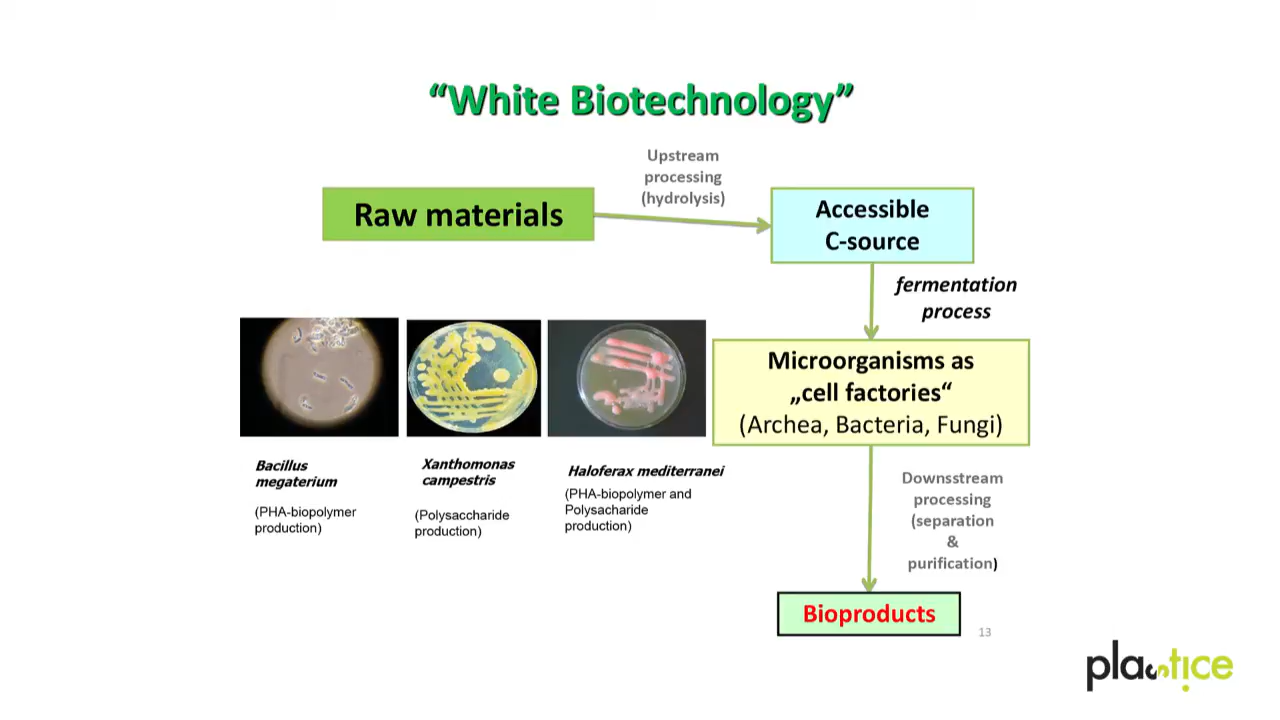 “White Biotechnology”
Upstream
processing
(hydrolysis)
Raw materials
Accessible
C-source
fermentation
process
Microorganisms as
„cell factories“
(Archea, Bacteria, Fungi)
Bacillus
megaterium
(PHA-biopolymer
production)
Xanthomonas
campestris
(Polysaccharide
production)
Haloferax mediterranei
(PHA-biopolymer and
Polysacharide
production)
Downsstream
processing
(separation
&
purification)
Bioproducts
13
plastice